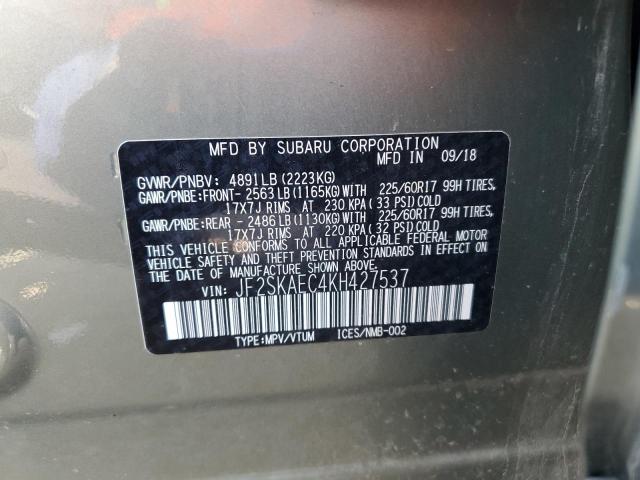 MFD BY SUBARU CORPORATION
MFD IN 09/18
GVWR/PNBV: 4891LB (2223KG)
GAWR/PNBE:FRONT- 2563LB(1165KG)WITH 225/60R17 99H TIRES,
17X7J RIMS AT 230 KPA( 33 PSI)COLD
GAWR/PNBE:REAR - 2486LB(1130KG)WITH 225/60R17 99H TIRES,
17X7J RIMS AT 220 KPA( 32 PSI)COLD
THIS VEHICLE CONFORMS TO ALL APPLICABLE FEDERAL MOTOR
VEHICLE SAFETY AND THEFT PREVENTION STANDARDS IN EFFECT ON
THE DATE OF MANUFACTURE SHOWN ABOVE.
VIN: JF2SKAEC4KH427537
TYPE:MPV/VTUM ICES/NMB-002